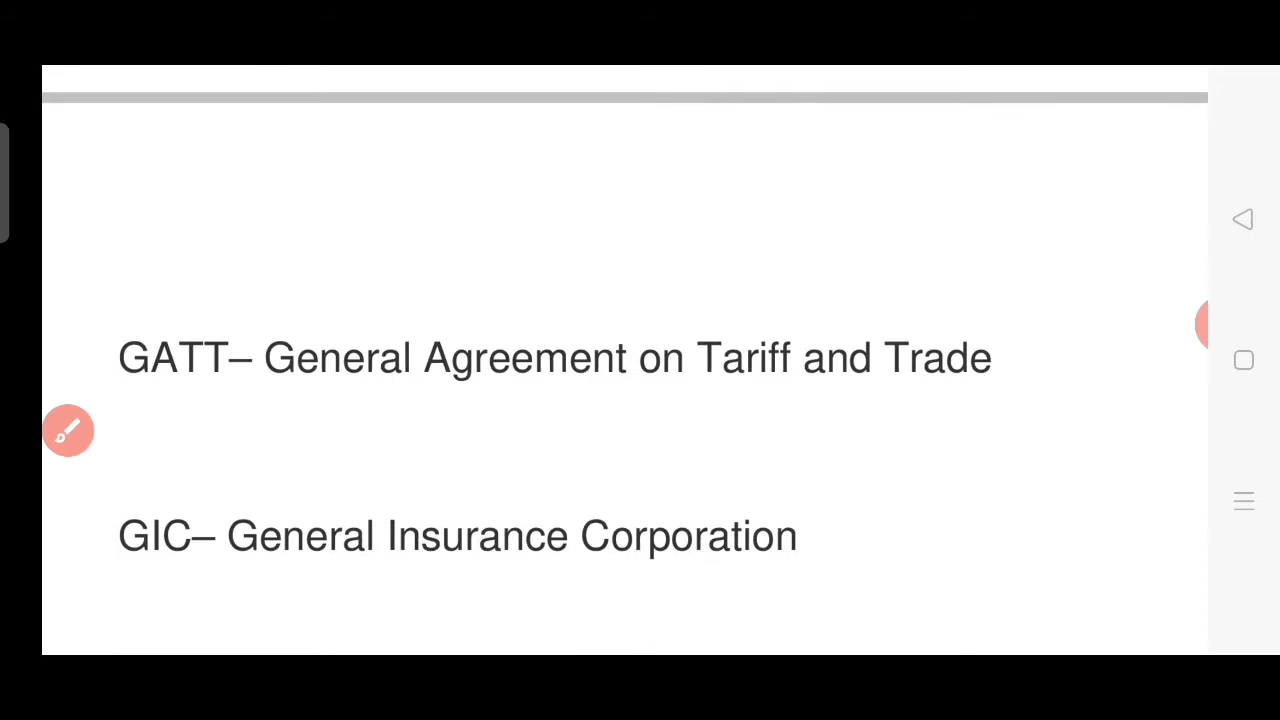 GATT– General Agreement on Tariff and Trade
GIC– General Insurance Corporation